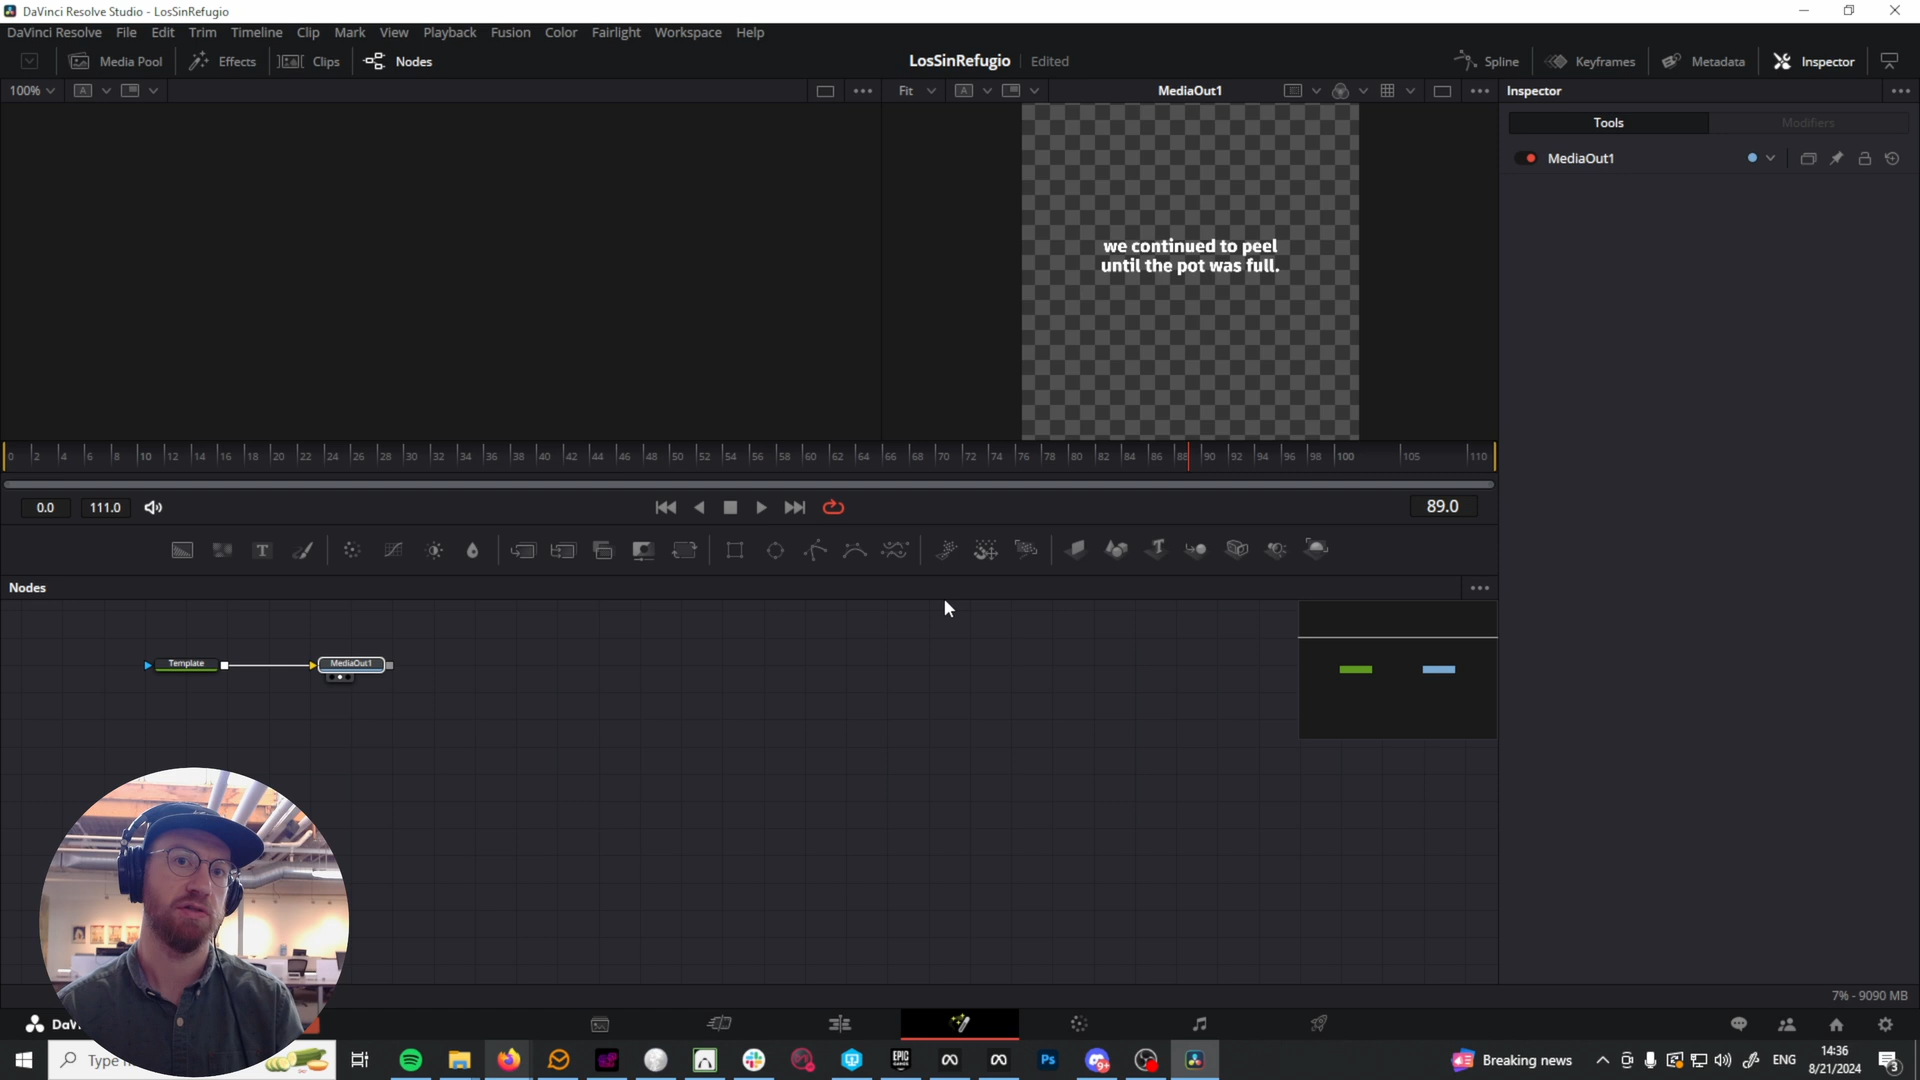 DaVinci Resolve Studio - LosSinRefugio
DaVinci Resolve File Edit Trim Timeline Clip Mark View Playback Fusion Color Fairlight Workspace Help
Media Pool Effects Clips Nodes LosSinRefugio Edited Spline Keyframes Metadata Inspector
100% A Fit A MediaOut1 Inspector
Tools Modifiers
MediaOut1
we continued to peel
until the pot was full.
0 2 4 6 8 10 12 14 16 18 20 22 24 26 28 30 32 34 36 38 40 42 44 46 48 50 52 54 56 58 60 62 64 66 68 70 72 74 76 78 80 82 84 86 88 90 92 94 96 98 100 105 110
0.0 111.0 89.0
T T
Nodes
Template MediaOut1
7% - 9090 MB
DaV
Type EPIC GAMES Ps 9+ Breaking news ENG 14:36
8/21/2024 3